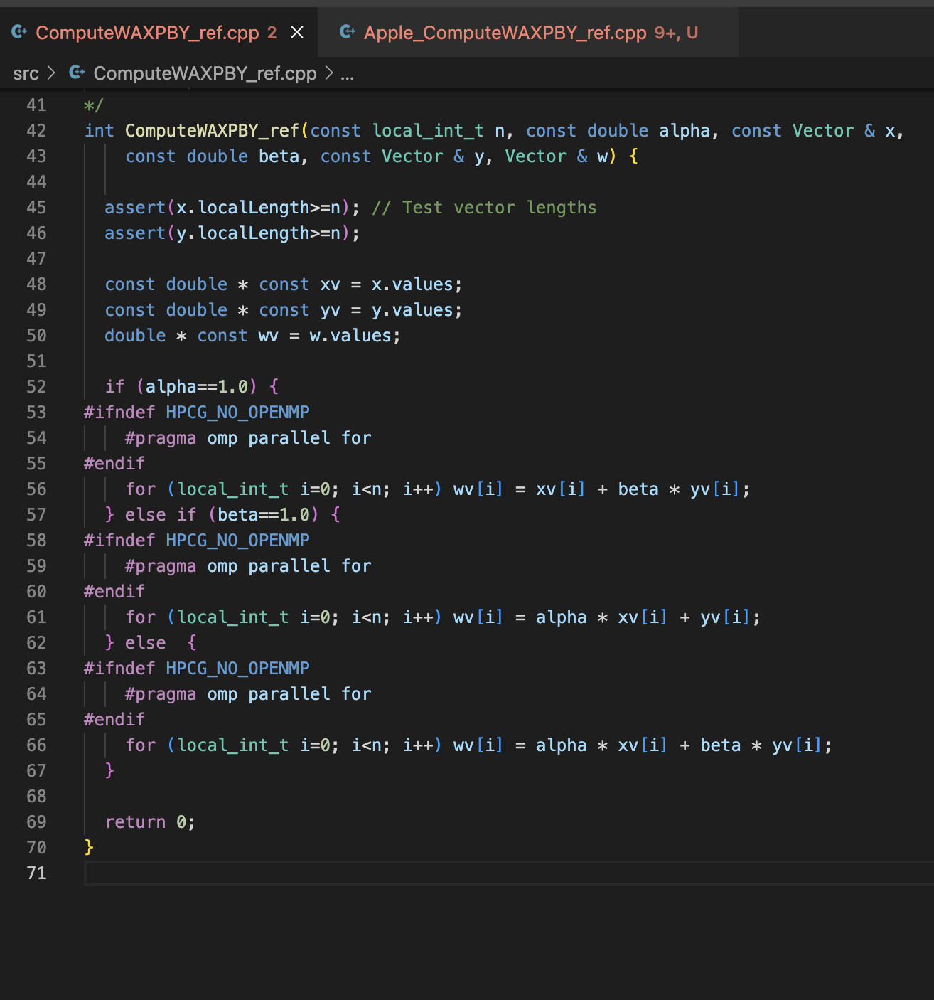 ComputeWAXPBY_ref.cpp 2 Apple_ComputeWAXPBY_ref.cpp 9+, U
src > ComputeWAXPBY_ref.cpp > ...
41 */
42 int ComputeWAXPBY_ref(const local_int_t n, const double alpha, const Vector & x,
43     const double beta, const Vector & y, Vector & w) {
44
45   assert(x.localLength>=n); // Test vector lengths
46   assert(y.localLength>=n);
47
48   const double * const xv = x.values;
49   const double * const yv = y.values;
50   double * const wv = w.values;
51
52   if (alpha==1.0) {
53 #ifndef HPCG_NO_OPENMP
54     #pragma omp parallel for
55 #endif
56     for (local_int_t i=0; i<n; i++) wv[i] = xv[i] + beta * yv[i];
57   } else if (beta==1.0) {
58 #ifndef HPCG_NO_OPENMP
59     #pragma omp parallel for
60 #endif
61     for (local_int_t i=0; i<n; i++) wv[i] = alpha * xv[i] + yv[i];
62   } else  {
63 #ifndef HPCG_NO_OPENMP
64     #pragma omp parallel for
65 #endif
66     for (local_int_t i=0; i<n; i++) wv[i] = alpha * xv[i] + beta * yv[i];
67   }
68
69   return 0;
70 }
71